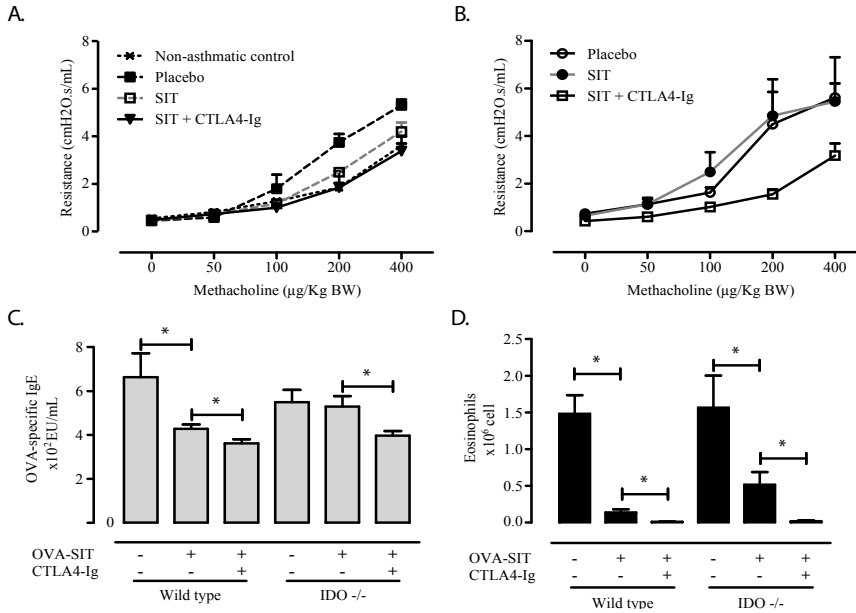 A.
Resistance (cmH2O.s/mL)
8
6
4
2
0
Non-asthmatic control
Placebo
SIT
SIT + CTLA4-Ig
0 50 100 200 400
Methacholine (µg/Kg BW)
B.
Resistance (cmH2O.s/mL)
8
6
4
2
0
Placebo
SIT
SIT + CTLA4-Ig
0 50 100 200 400
Methacholine (µg/Kg BW)
C.
OVA-specific IgE
x10² EU/mL
8
6
4
2
0
* * *
OVA-SIT - + + - + +
CTLA4-Ig - - + - - +
Wild type IDO -/-
D.
Eosinophils
x10⁶ cell
2.5
2.0
1.5
1.0
0.5
0.0
* * * *
OVA-SIT - + + - + +
CTLA4-Ig - - + - - +
Wild type IDO -/-